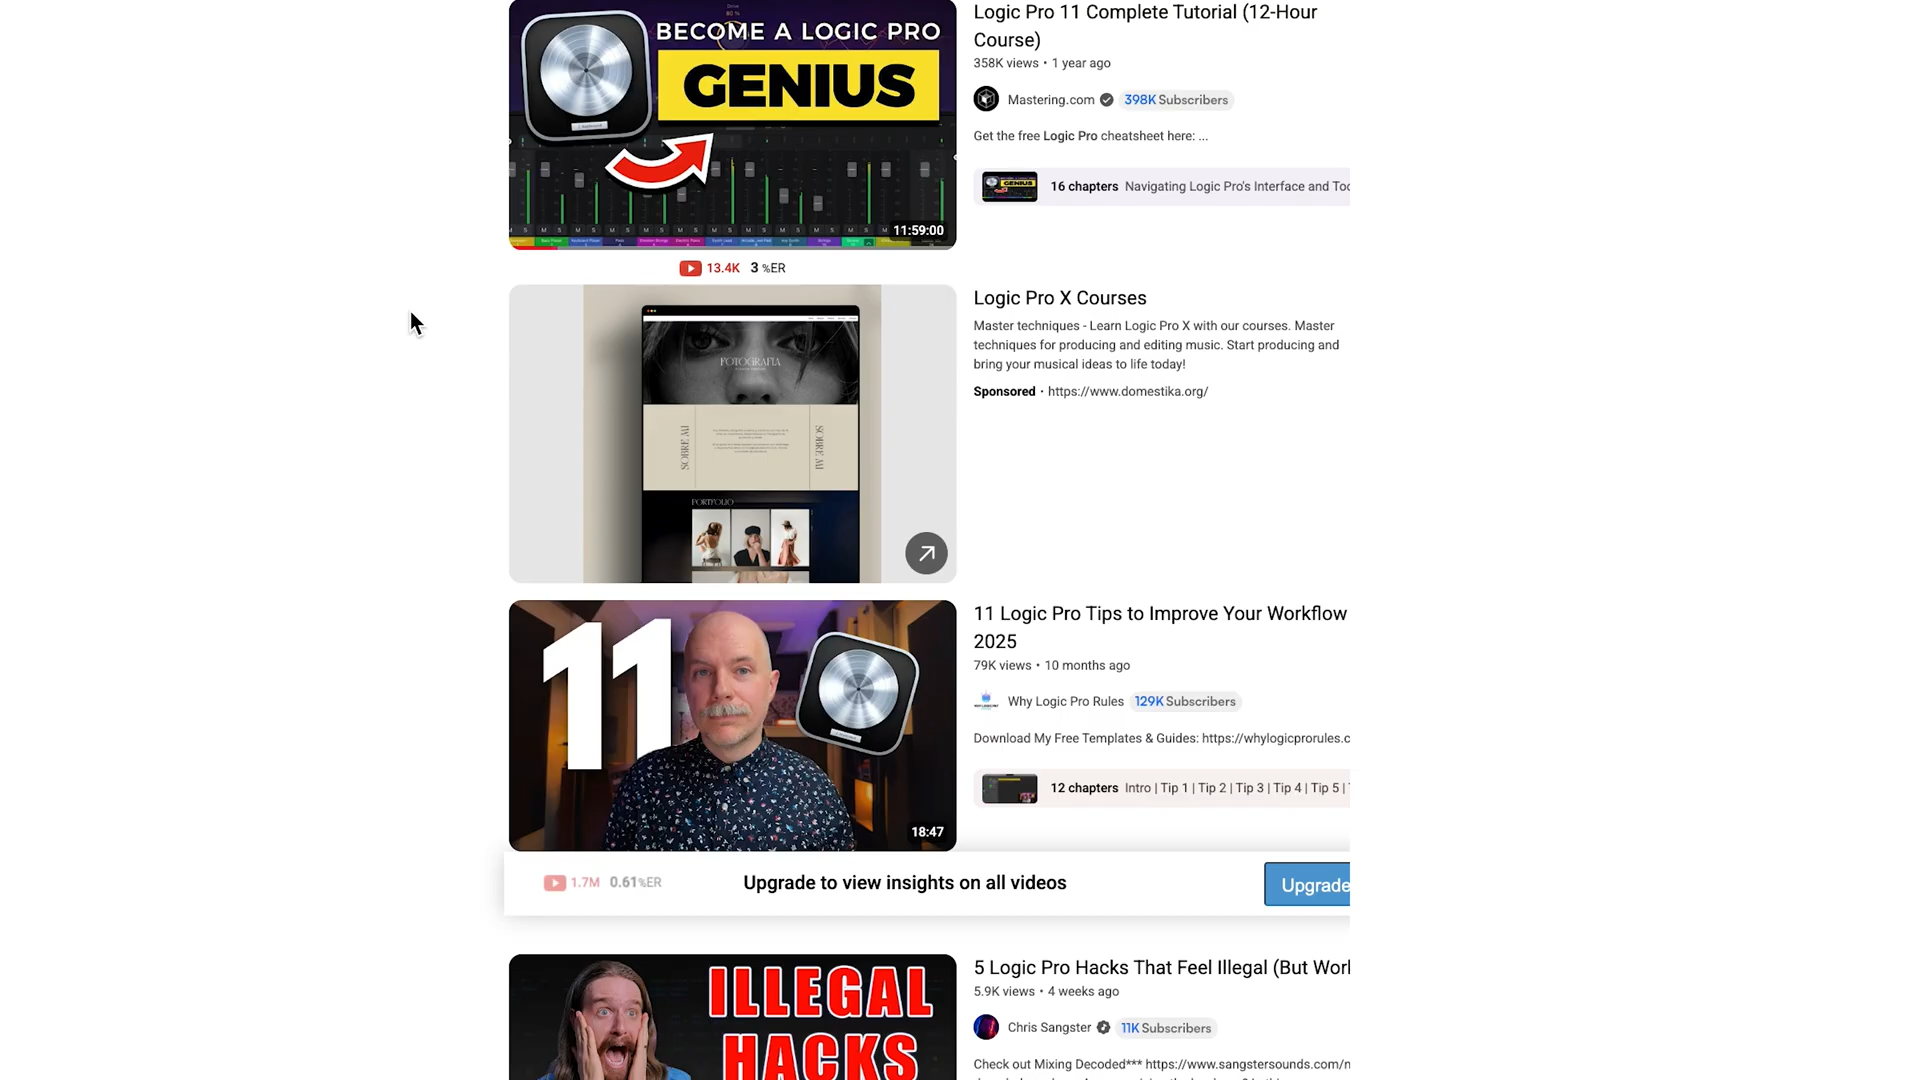 BECOME A LOGIC PRO
GENIUS
11:59:00
13.4K 3 %ER
Logic Pro 11 Complete Tutorial (12-Hour
Course)
358K views • 1 year ago
Mastering.com 398K Subscribers
Get the free Logic Pro cheatsheet here: ...
GENIUS
16 chapters Navigating Logic Pro's Interface and Too
FOTOGRAFIA
SOBRE MI
SOBRE MI
PORTFOLIO
Logic Pro X Courses
Master techniques - Learn Logic Pro X with our courses. Master
techniques for producing and editing music. Start producing and
bring your musical ideas to life today!
Sponsored · https://www.domestika.org/
11
18:47
11 Logic Pro Tips to Improve Your Workflow
2025
79K views • 10 months ago
Why Logic Pro Rules 129K Subscribers
Download My Free Templates & Guides: https://whylogicprorules.c
12 chapters Intro | Tip 1 | Tip 2 | Tip 3 | Tip 4 | Tip 5 |
1.7M 0.61%ER
Upgrade to view insights on all videos
Upgrade
ILLEGAL
HACKS
5 Logic Pro Hacks That Feel Illegal (But Worl
5.9K views • 4 weeks ago
Chris Sangster 11K Subscribers
Check out Mixing Decoded*** https://www.sangstersounds.com/